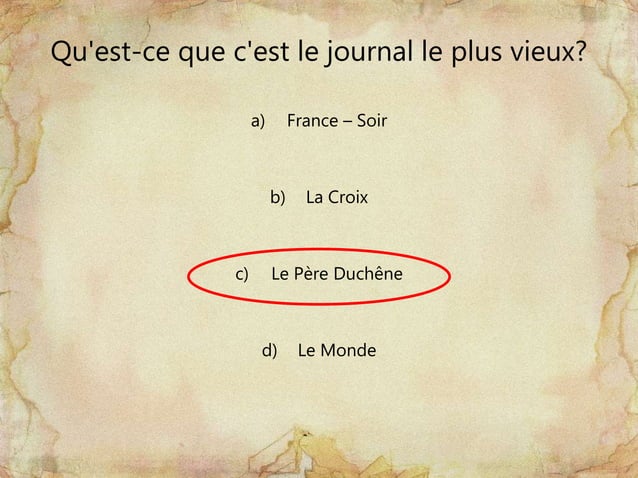 Qu'est-ce que c'est le journal le plus vieux?
a) France – Soir
b) La Croix
c) Le Père Duchêne
d) Le Monde